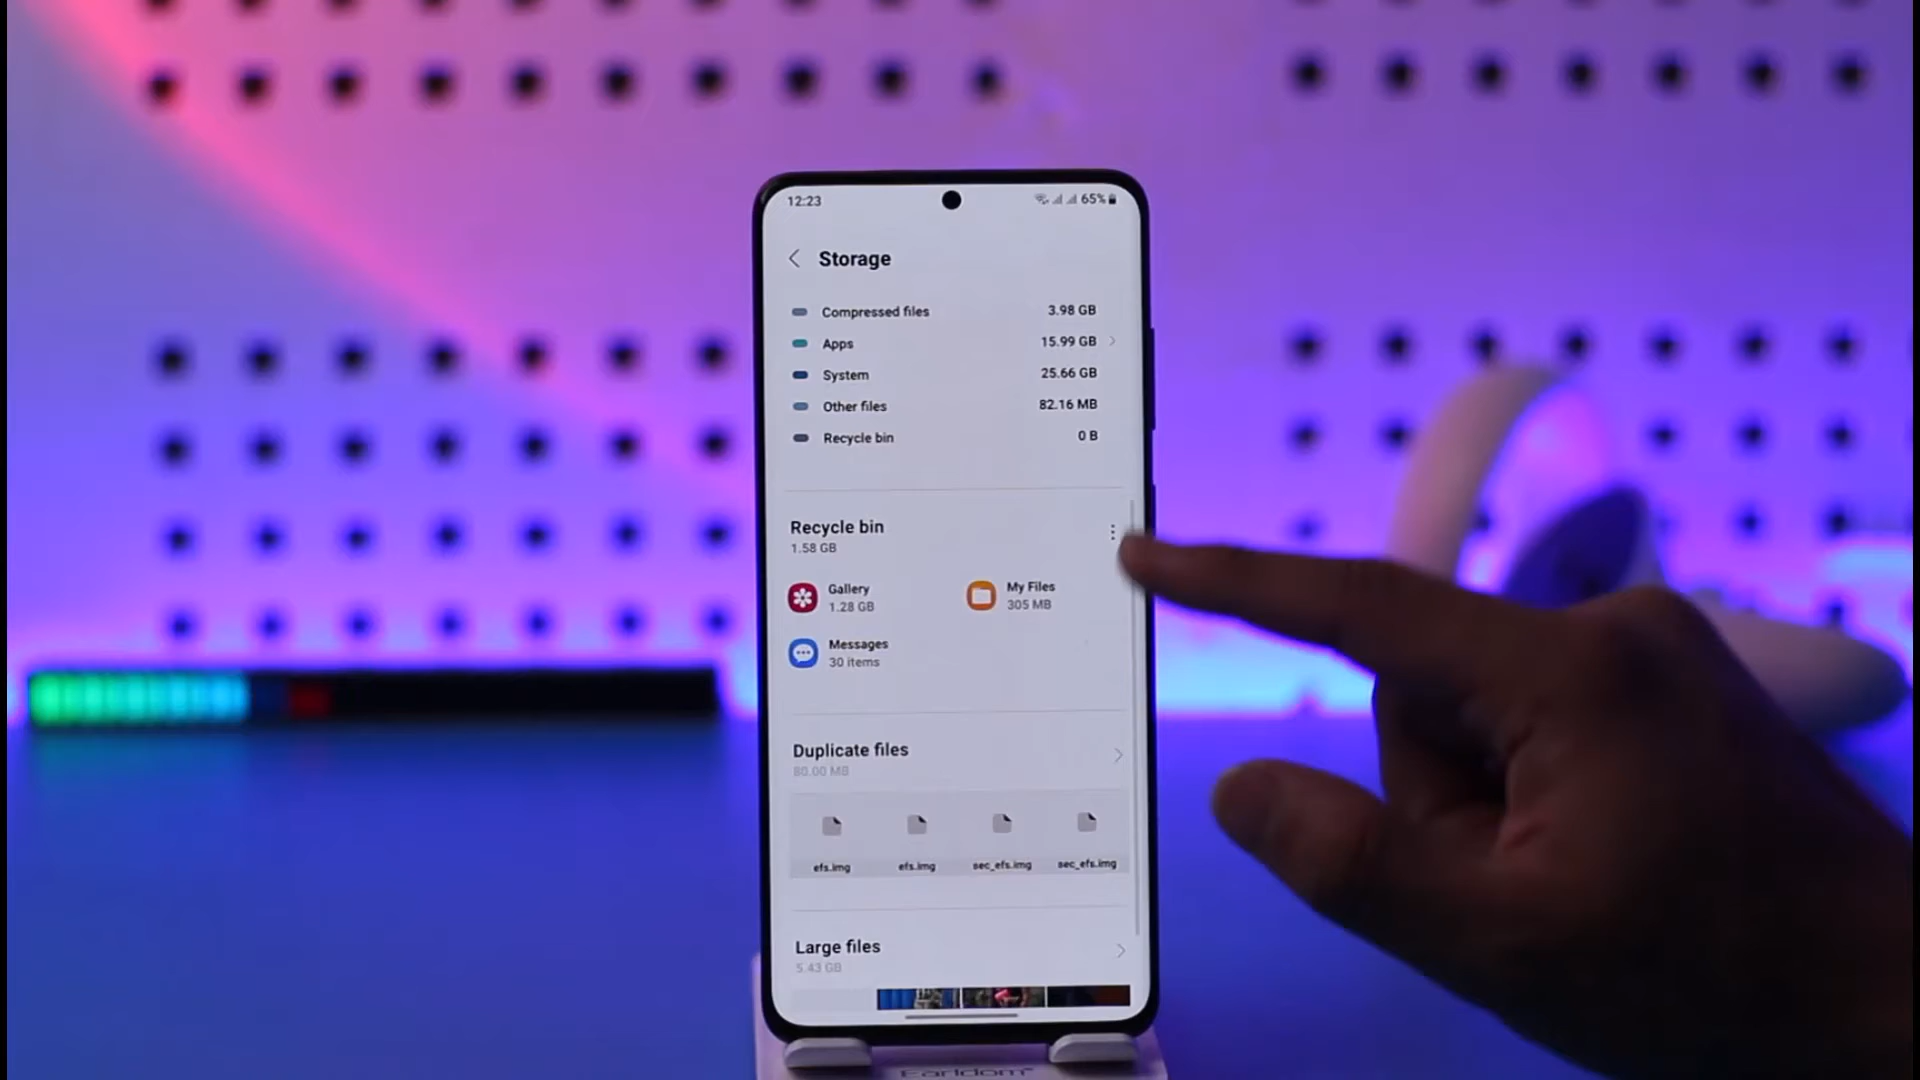 12:23
65%
Storage
Compressed files 3.98 GB
Apps 15.99 GB
System 25.66 GB
Other files 82.16 MB
Recycle bin 0 B
Recycle bin
1.58 GB
Gallery
1.28 GB
My Files
305 MB
Messages
30 items
Duplicate files
80.00 MB
efs.img efs.img sec_efs.img sec_efs.img
Large files
5.43 GB
Earldom